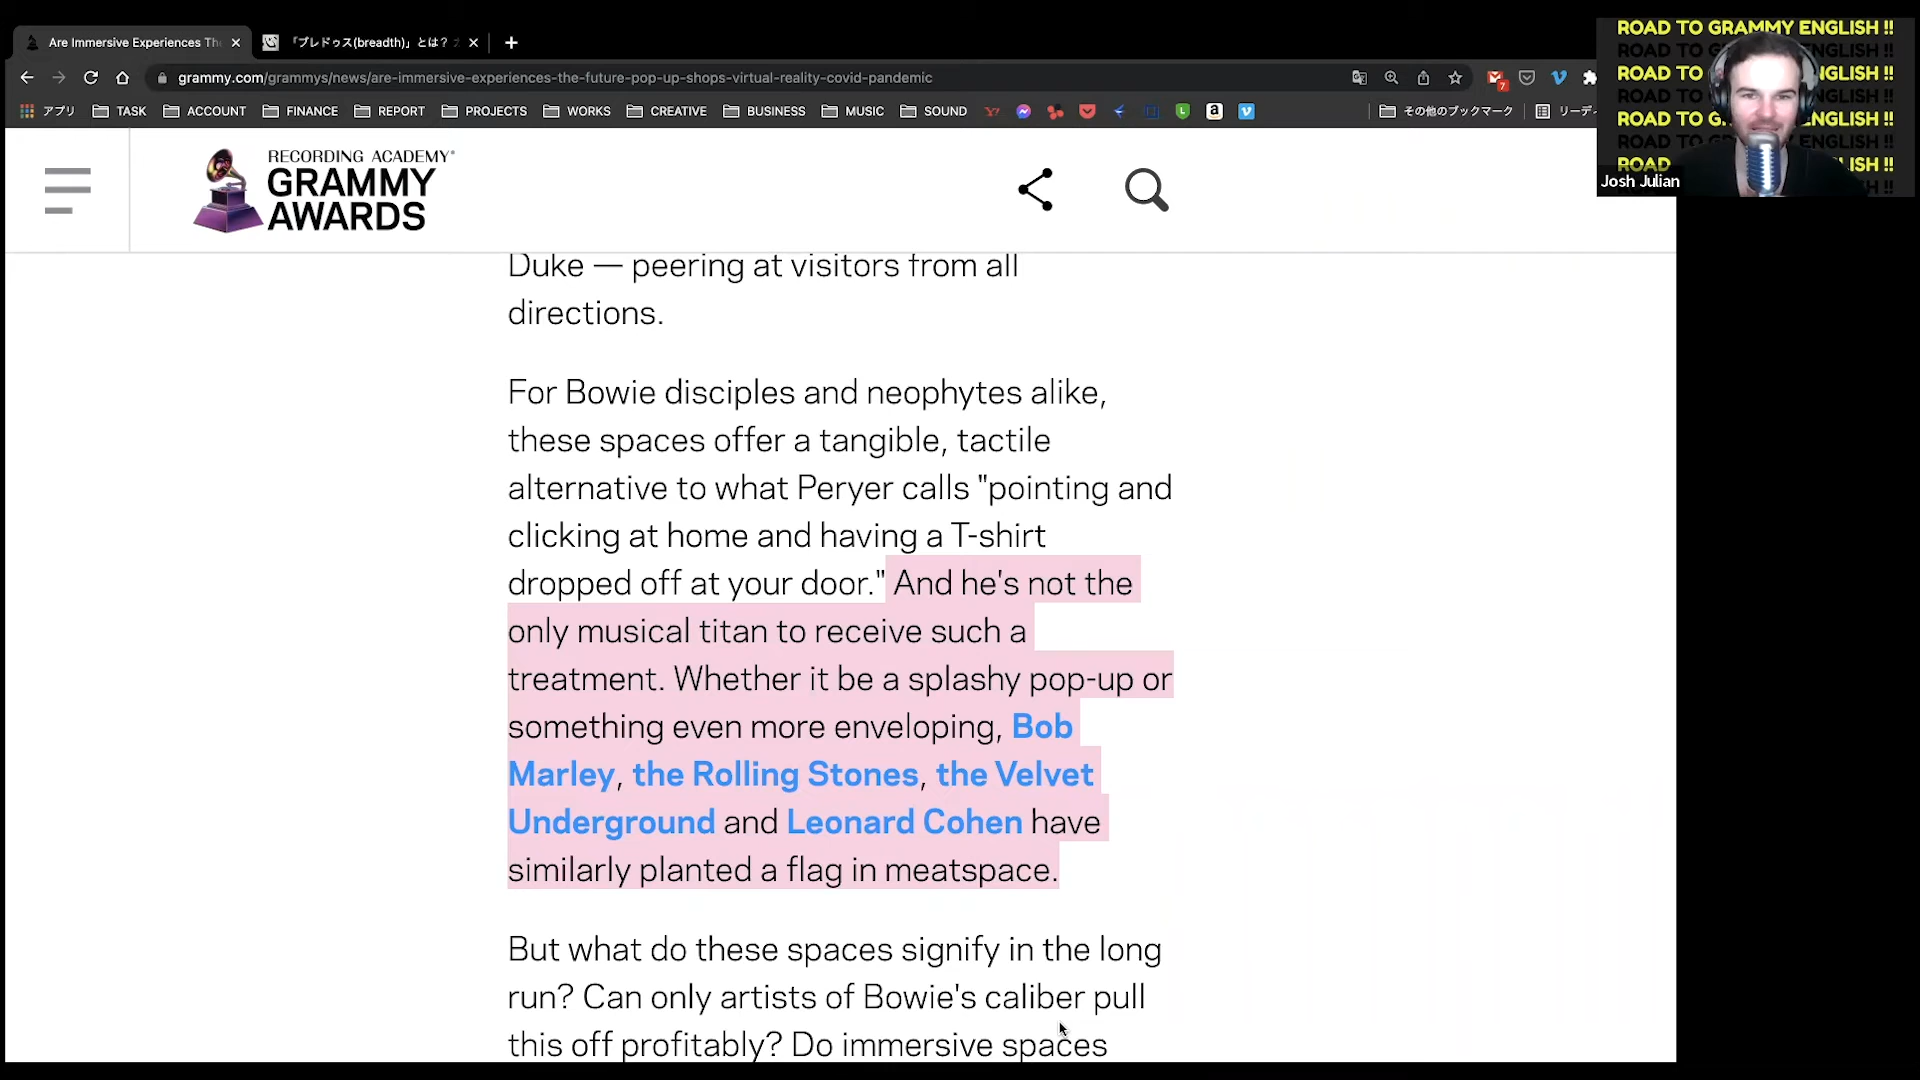 Are Immersive Experiences Th
「ブレドゥス(breadth)」とは？
grammy.com/grammys/news/are-immersive-experiences-the-future-pop-up-shops-virtual-reality-covid-pandemic
アプリ TASK ACCOUNT FINANCE REPORT PROJECTS WORKS CREATIVE BUSINESS MUSIC SOUND その他のブックマーク リーデ
ROAD TO GRAMMY ENGLISH !!
ROAD TO NGLISH !!
ROAD TO G ENGLISH !!
ROAD ISH !!
Josh Julian
RECORDING ACADEMY®
GRAMMY
AWARDS
Duke — peering at visitors from all
directions.
For Bowie disciples and neophytes alike,
these spaces offer a tangible, tactile
alternative to what Peryer calls "pointing and
clicking at home and having a T-shirt
dropped off at your door." And he's not the
only musical titan to receive such a
treatment. Whether it be a splashy pop-up or
something even more enveloping, Bob
Marley, the Rolling Stones, the Velvet
Underground and Leonard Cohen have
similarly planted a flag in meatspace.
But what do these spaces signify in the long
run? Can only artists of Bowie's caliber pull
this off profitably? Do immersive spaces